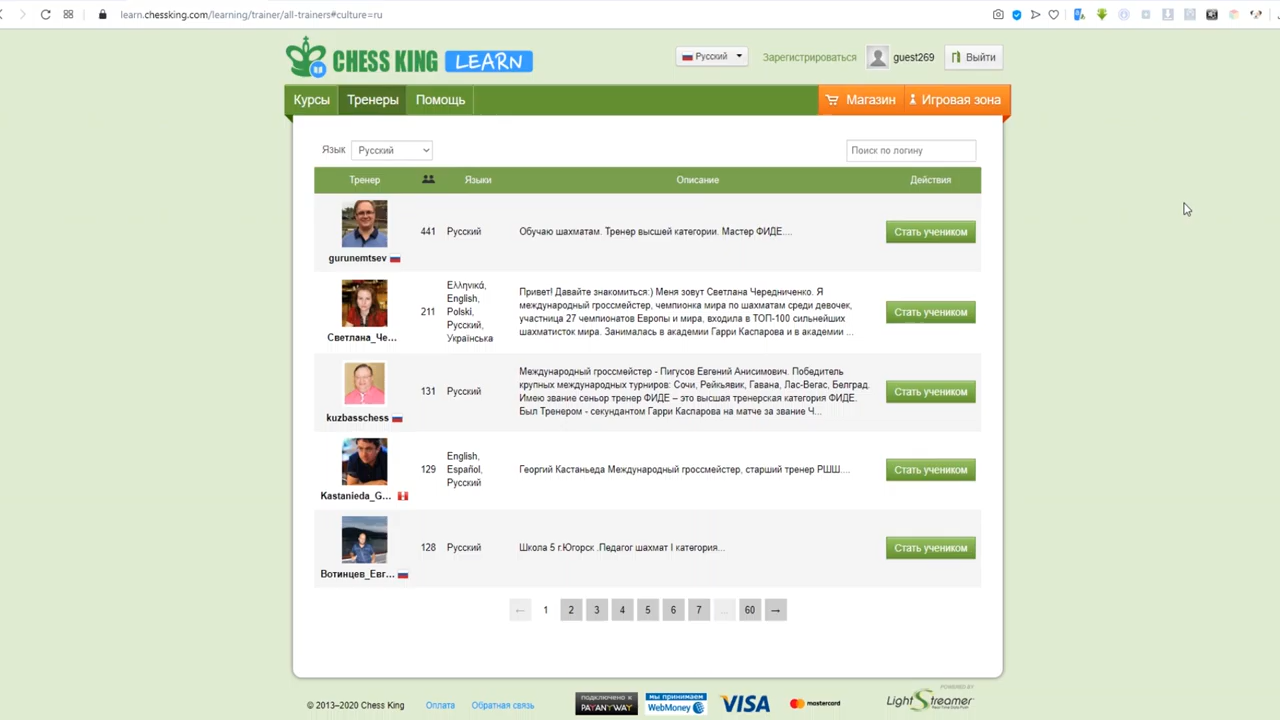 learn.chessking.com/learning/trainer/all-trainers#culture=ru
CHESS KING LEARN
Русский
Зарегистрироваться
guest269
Выйти
Курсы
Тренеры
Помощь
Магазин
Игровая зона
Язык
Русский
Поиск по логину
Тренер
Языки
Описание
Действия
gurunemtsev
441
Русский
Обучаю шахматам. Тренер высшей категории. Мастер ФИДЕ....
Стать учеником
Светлана_Че...
211
Ελληνικά,
English,
Polski,
Русский,
Українська
Привет! Давайте знакомиться:) Меня зовут Светлана Чередниченко. Я
международный гроссмейстер, чемпионка мира по шахматам среди девочек,
участница 27 чемпионатов Европы и мира, входила в ТОП-100 сильнейших
шахматисток мира. Занималась в академии Гарри Каспарова и в академии ...
Стать учеником
kuzbasschess
131
Русский
Международный гроссмейстер - Пигусов Евгений Анисимович. Победитель
крупных международных турниров: Сочи, Рейкьявик, Гавана, Лас-Вегас, Белград.
Имею звание сеньор тренер ФИДЕ – это высшая тренерская категория ФИДЕ.
Был Тренером - секундантом Гарри Каспарова на матче за звание Ч...
Стать учеником
Kastanieda_G...
129
English,
Español,
Русский
Георгий Кастаньеда Международный гроссмейстер, старший тренер РШШ....
Стать учеником
Вотинцев_Евг...
128
Русский
Школа 5 г.Югорск .Педагог шахмат I категория...
Стать учеником
← 1 2 3 4 5 6 7 ... 60 →
© 2013–2020 Chess King
Оплата
Обратная связь
ПОДКЛЮЧЕНО К
PAYANYWAY
МЫ ПРИНИМАЕМ
WebMoney
VISA
mastercard
POWERED BY
LightStreamer